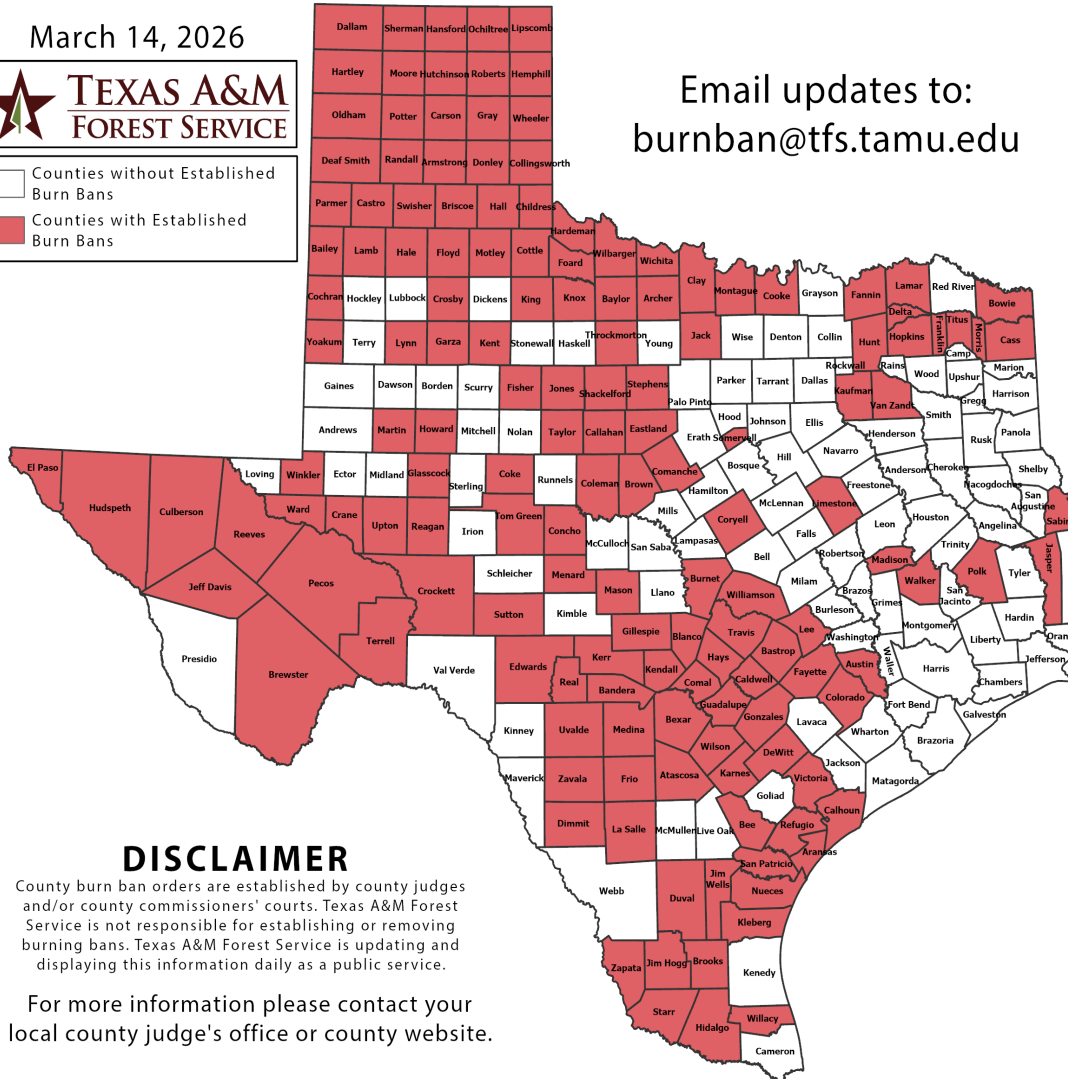 March 14, 2026
TEXAS A&M
FOREST SERVICE
Counties without Established
Burn Bans
Counties with Established
Burn Bans
Email updates to:
burnban@tfs.tamu.edu
Dallam Sherman Hansford Ochiltree Lipscomb
Hartley Moore Hutchinson Roberts Hemphill
Oldham Potter Carson Gray Wheeler
Deaf Smith Randall Armstrong Donley Collingsworth
Parmer Castro Swisher Briscoe Hall Childress
Hardeman
Bailey Lamb Hale Floyd Motley Cottle Foard Wilbarger Wichita
Clay Montague Cooke Grayson Fannin Lamar Red River Bowie
Cochran Hockley Lubbock Crosby Dickens King Knox Baylor Archer
Delta Franklin Titus Morris Cass
Yoakum Terry Lynn Garza Kent Stonewall Haskell Throckmorton Young Jack Wise Denton Collin Hunt Hopkins
Camp
Rockwall Rains Wood Upshur Marion
Gaines Dawson Borden Scurry Fisher Jones Shackelford Stephens Palo Pinto Parker Tarrant Dallas Kaufman Van Zandt Gregg Harrison
Andrews Martin Howard Mitchell Nolan Taylor Callahan Eastland Erath Hood Somervell Johnson Ellis Henderson Smith Rusk Panola
El Paso Loving Winkler Ector Midland Glasscock Sterling Coke Runnels Coleman Brown Comanche Bosque Hill Navarro Anderson Cherokee Shelby
Hudspeth Culberson Reeves Ward Crane Upton Reagan Irion Tom Green Concho McCulloch San Saba Mills Hamilton Coryell McLennan Limestone Freestone Nacogdoches San
Augustine
Sabin
Lampasas Bell Falls Robertson Leon Houston Angelina Trinity
Jeff Davis Pecos Crockett Schleicher Menard Mason Llano Burnet Williamson Milam Brazos Madison Walker Polk Tyler Jasper
San
Jacinto
Grimes Montgomery Liberty Hardin
Terrell Sutton Kimble Gillespie Blanco Travis Lee Burleson Washington Waller Oran
Presidio Brewster Val Verde Edwards Real Kerr Bandera Kendall Comal Hays Caldwell Bastrop Fayette Austin Colorado Harris Chambers Jefferson
Kinney Uvalde Medina Bexar Guadalupe Gonzales Lavaca Wharton Fort Bend Brazoria Galveston
Maverick Zavala Frio Atascosa Wilson Karnes DeWitt Victoria Jackson Matagorda
Dimmit La Salle McMullen Live Oak Bee Goliad Refugio Calhoun Aransas
Webb Duval Jim
Wells
San Patricio Nueces
Kleberg
Zapata Jim Hogg Brooks Kenedy
Starr Hidalgo Willacy
Cameron
DISCLAIMER
County burn ban orders are established by county judges
and/or county commissioners' courts. Texas A&M Forest
Service is not responsible for establishing or removing
burning bans. Texas A&M Forest Service is updating and
displaying this information daily as a public service.
For more information please contact your
local county judge's office or county website.